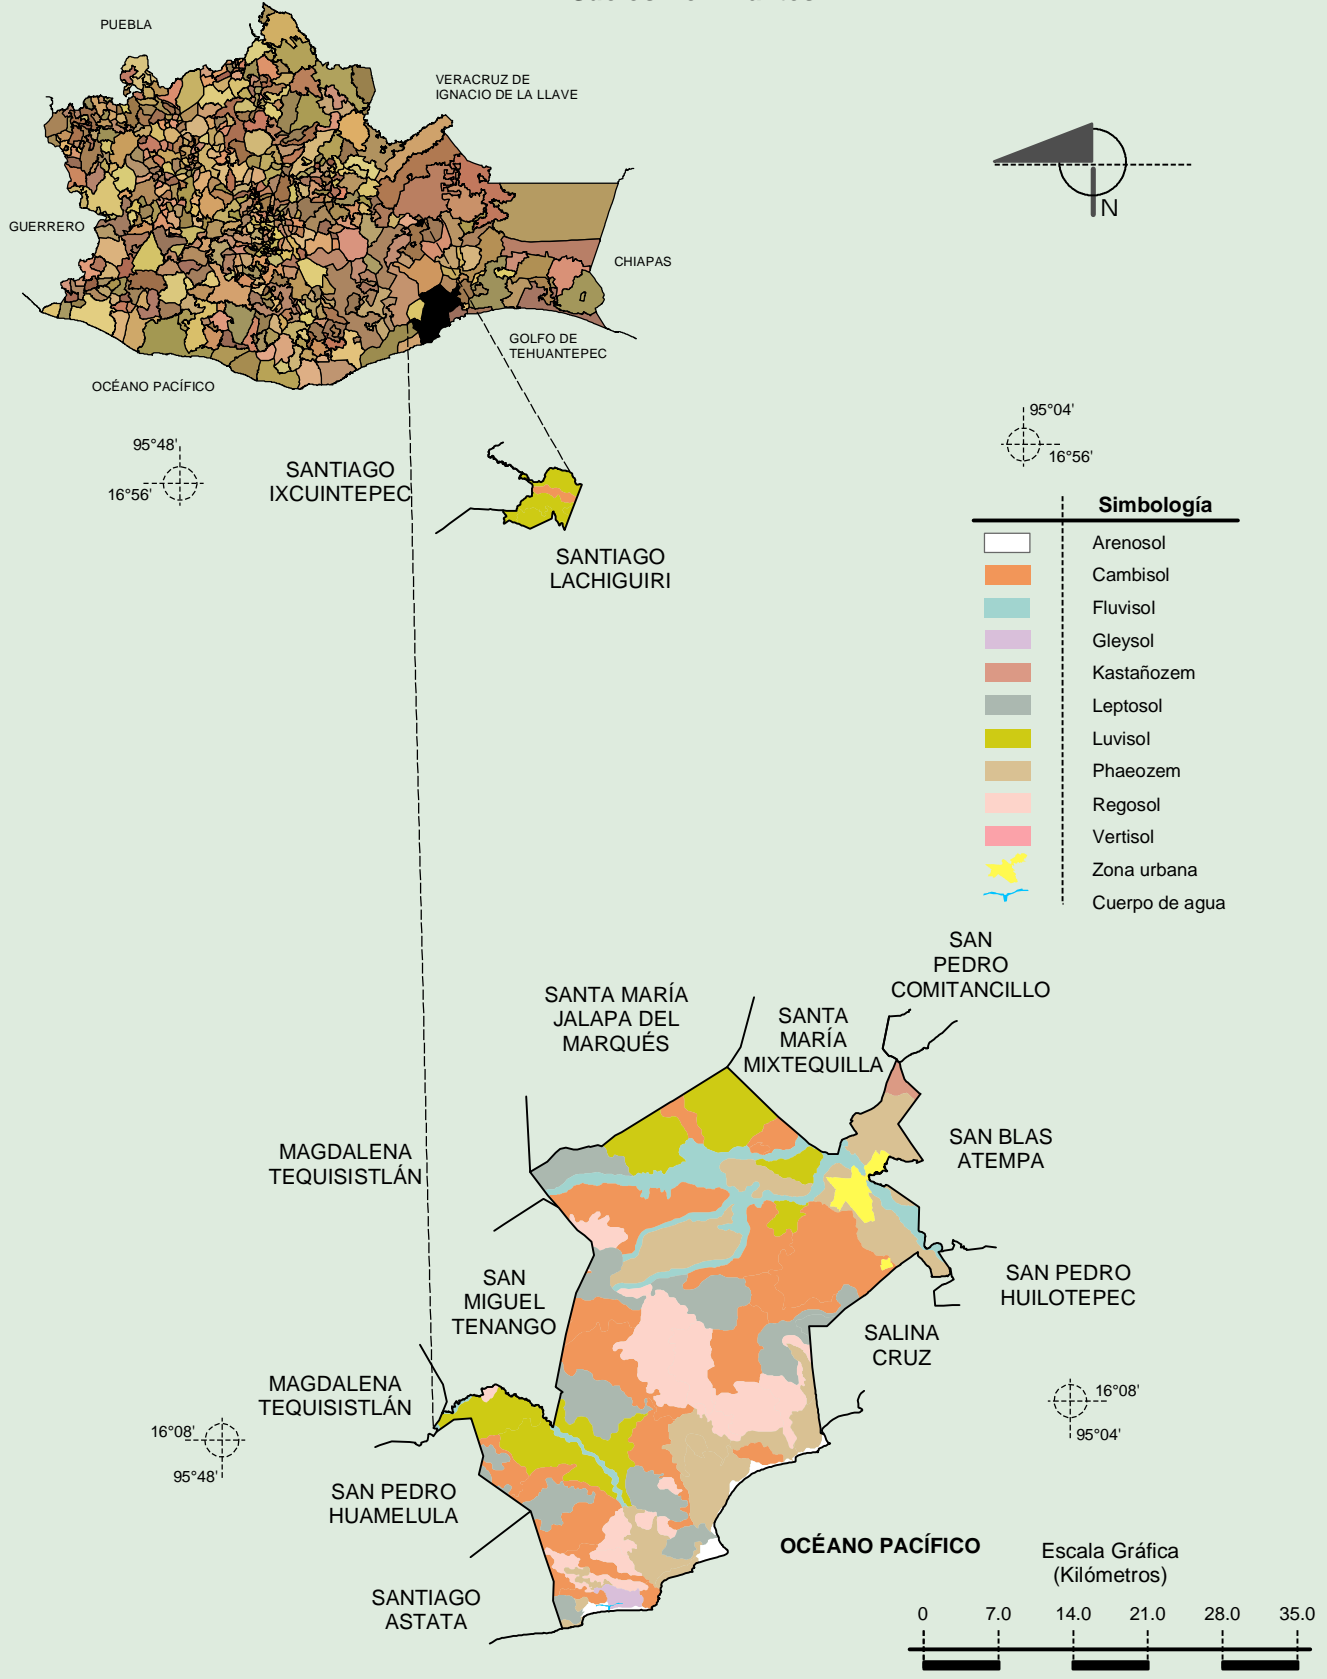 PUEBLA
VERACRUZ DE
IGNACIO DE LA LLAVE
GUERRERO
CHIAPAS
GOLFO DE
TEHUANTEPEC
OCÉANO PACÍFICO
N
95°48'
16°56'
95°04'
16°56'
SANTIAGO
IXCUINTEPEC
SANTIAGO
LACHIGUIRI
Simbología
Arenosol
Cambisol
Fluvisol
Gleysol
Kastañozem
Leptosol
Luvisol
Phaeozem
Regosol
Vertisol
Zona urbana
Cuerpo de agua
SAN
PEDRO
COMITANCILLO
SANTA MARÍA
JALAPA DEL
MARQUÉS
SANTA
MARÍA
MIXTEQUILLA
MAGDALENA
TEQUISISTLÁN
SAN BLAS
ATEMPA
SAN
MIGUEL
TENANGO
SAN PEDRO
HUILOTEPEC
SALINA
CRUZ
MAGDALENA
TEQUISISTLÁN
16°08'
95°48'
16°08'
95°04'
SAN PEDRO
HUAMELULA
SANTIAGO
ASTATA
OCÉANO PACÍFICO
Escala Gráfica
(Kilómetros)
0 7.0 14.0 21.0 28.0 35.0